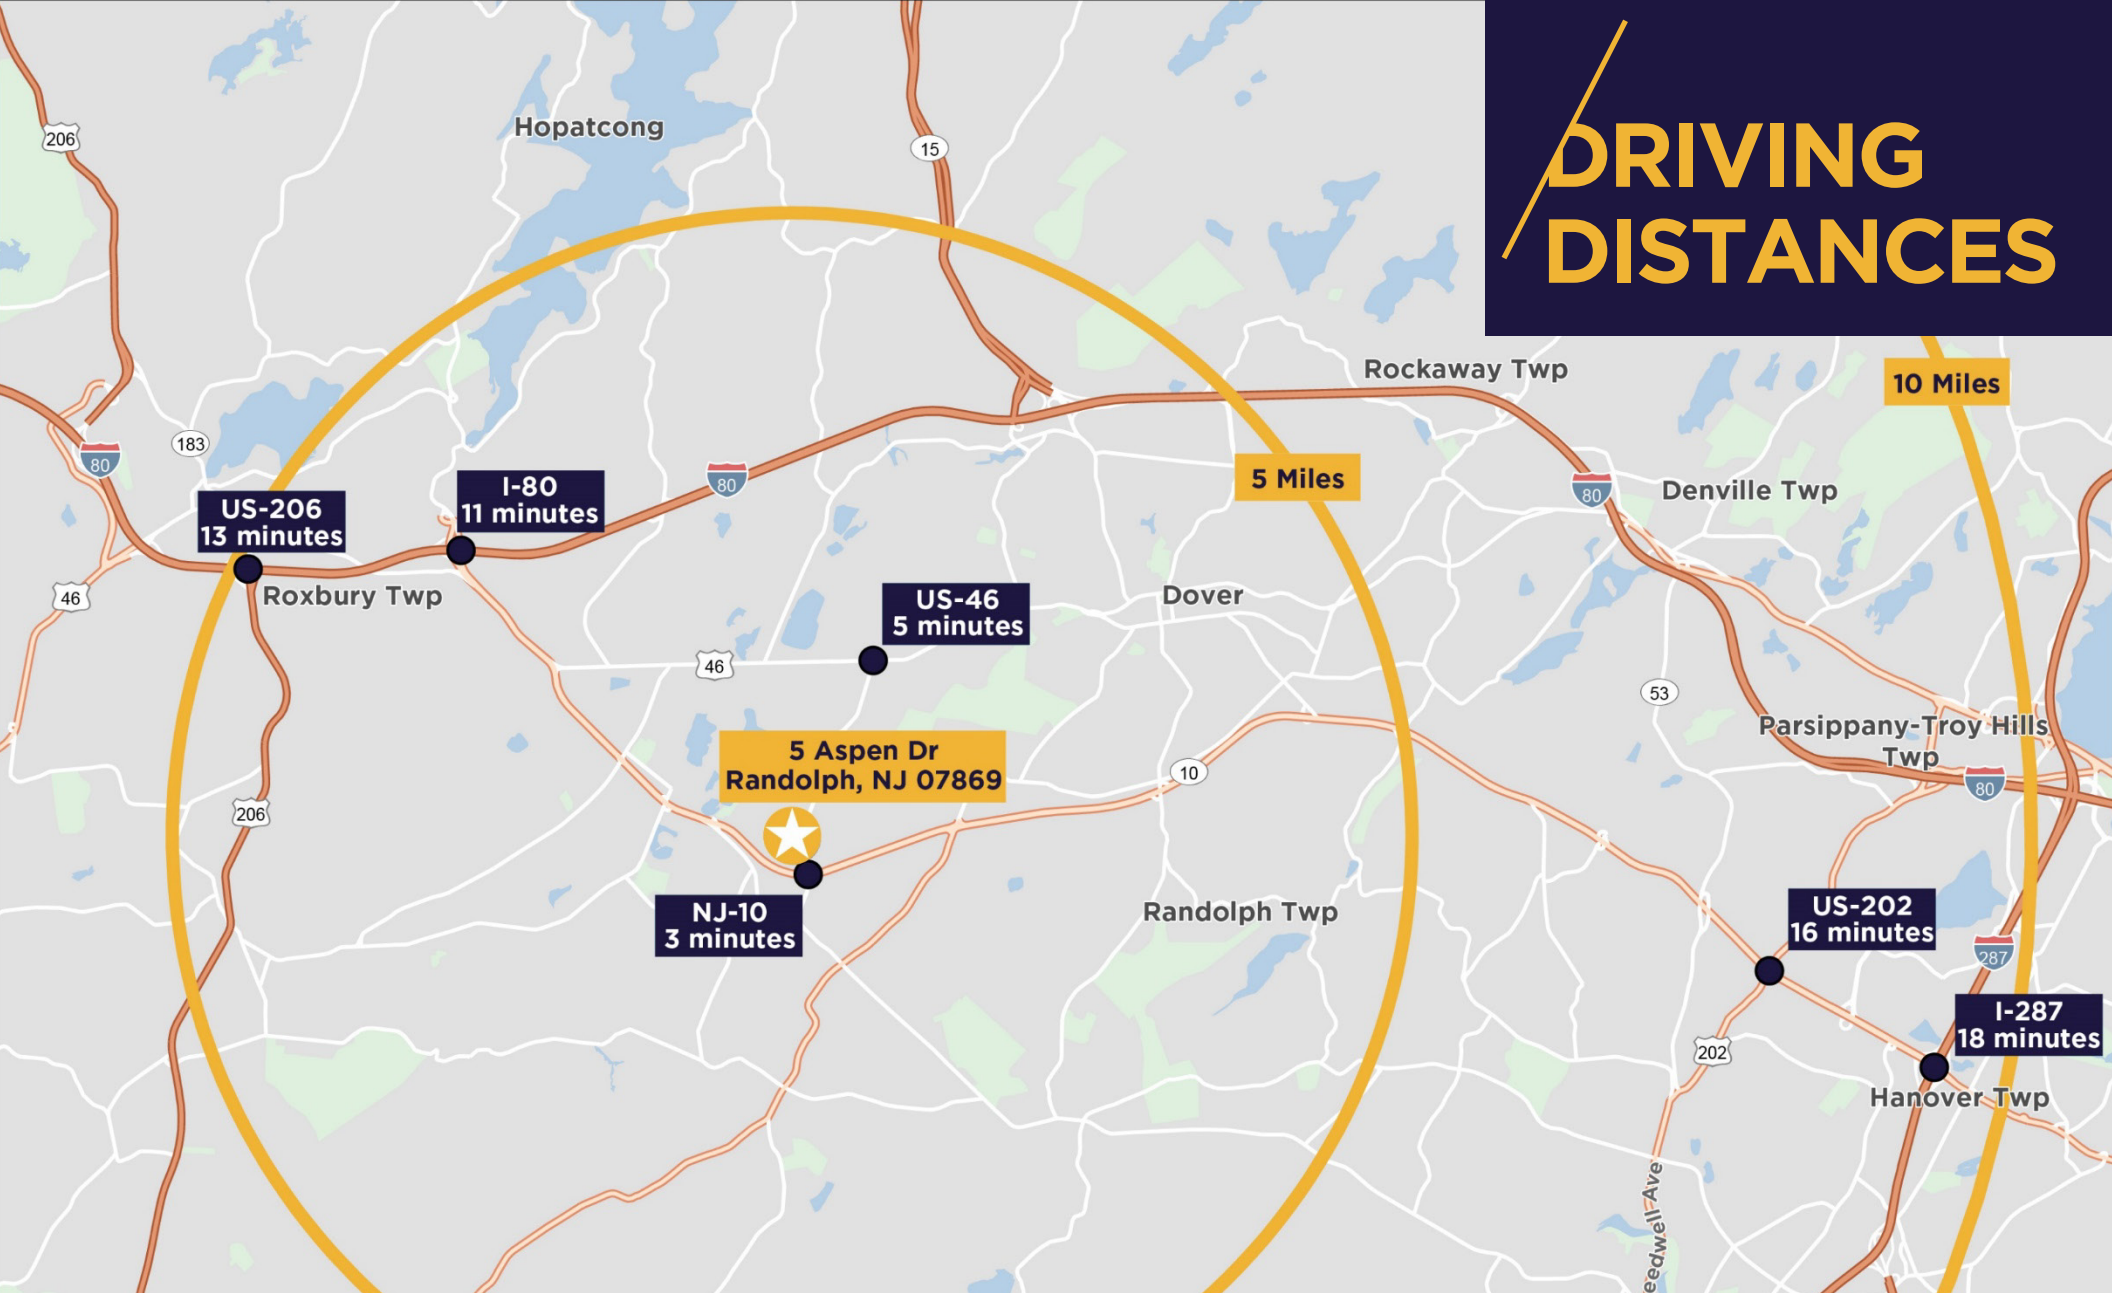 DRIVING
DISTANCES
206
Hopatcong
15
Rockaway Twp
10 Miles
183
80
I-80
11 minutes
80
5 Miles
80
Denville Twp
US-206
13 minutes
46
Roxbury Twp
US-46
5 minutes
Dover
46
53
Parsippany-Troy Hills
Twp
80
5 Aspen Dr
Randolph, NJ 07869
10
206
NJ-10
3 minutes
Randolph Twp
US-202
16 minutes
287
I-287
18 minutes
202
Hanover Twp
eedwell-Ave